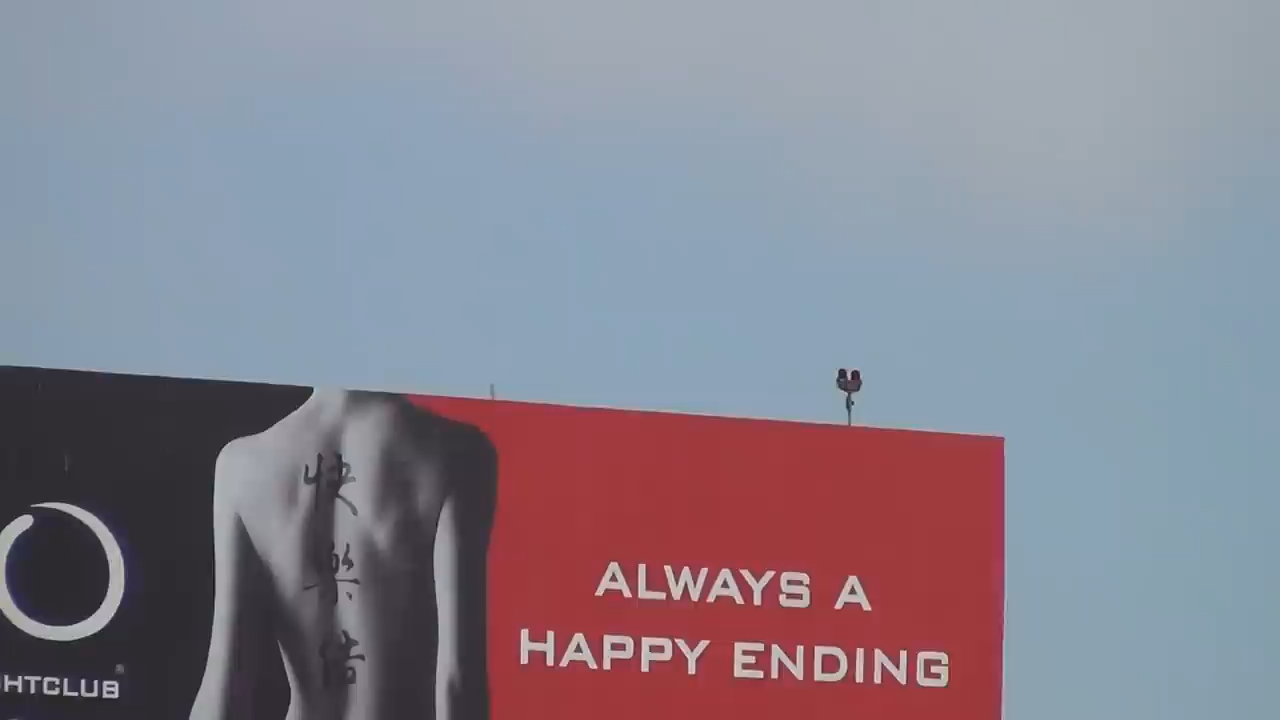 O
HTCLUB®
快
樂
ALWAYS A
HAPPY ENDING